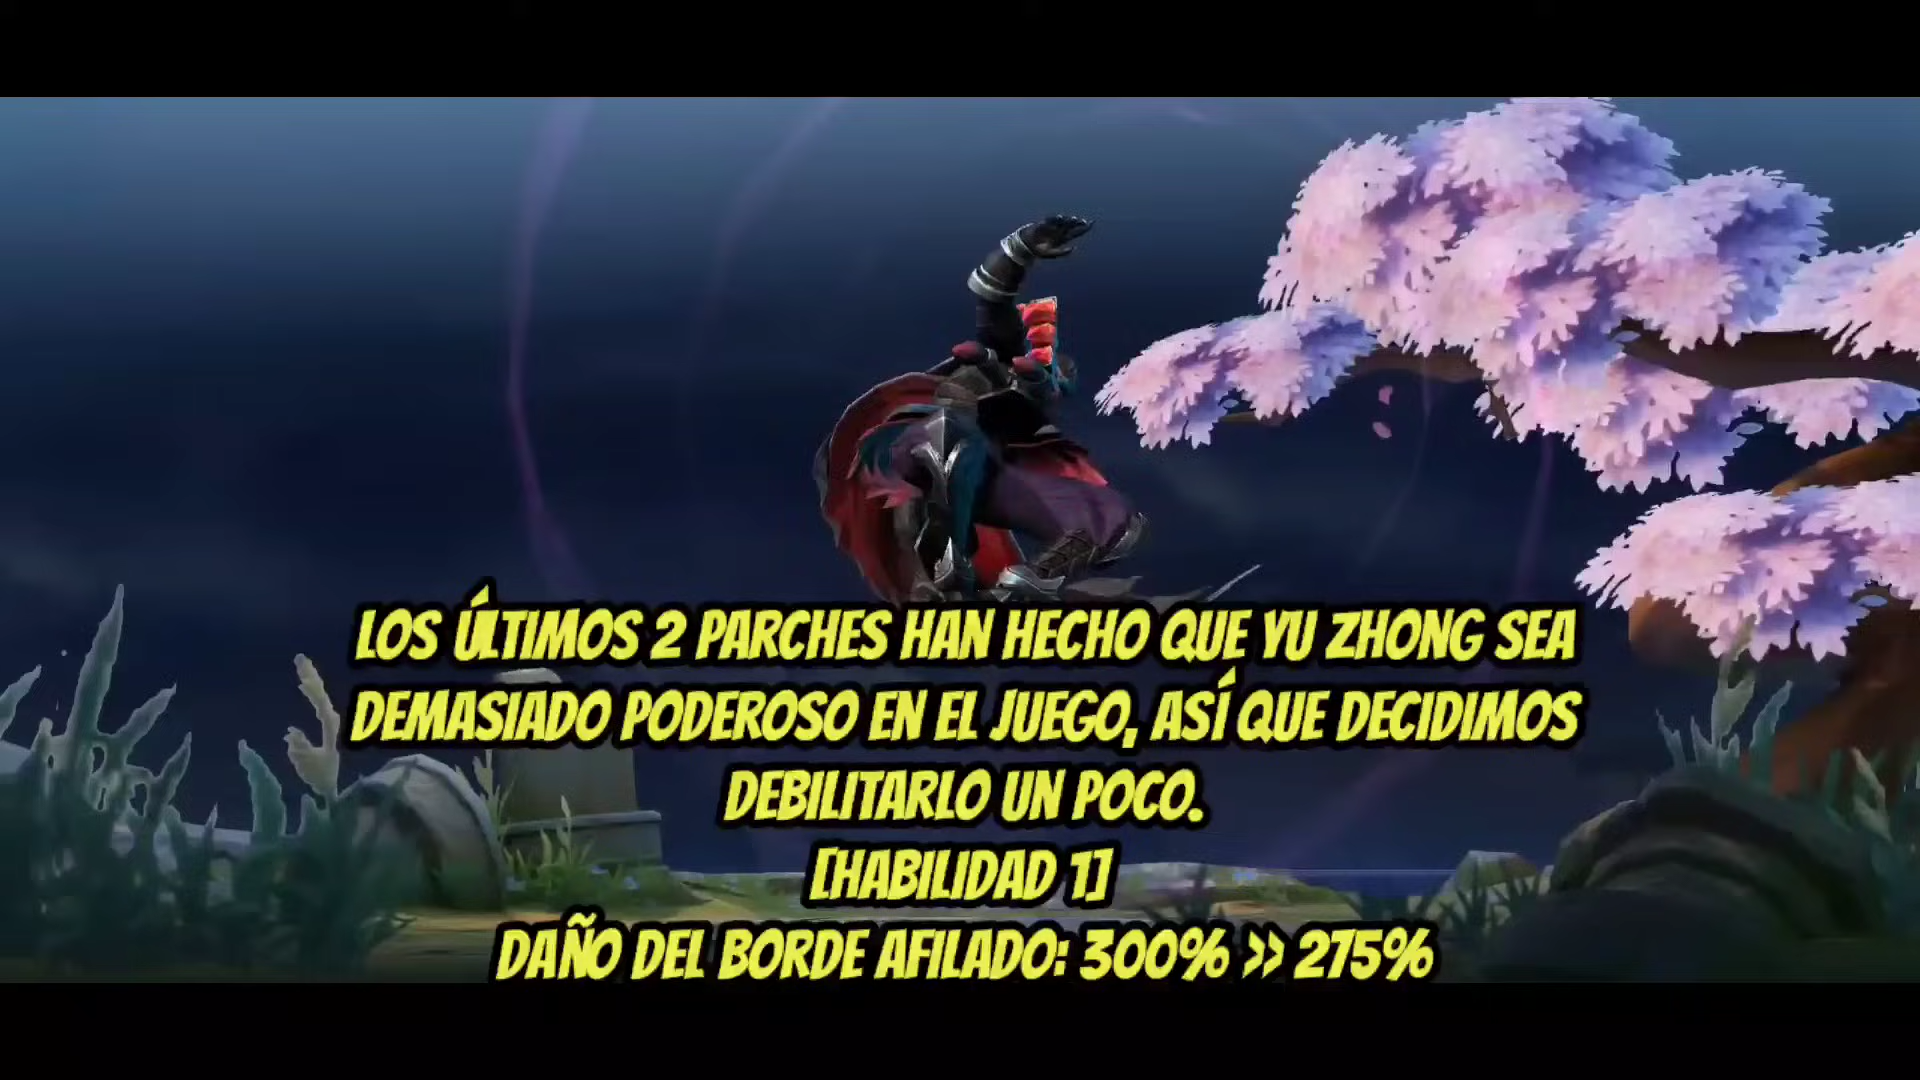 LOS ÚLTIMOS 2 PARCHES HAN HECHO QUE YU ZHONG SEA
DEMASIADO PODEROSO EN EL JUEGO, ASÍ QUE DECIDIMOS
DEBILITARLO UN POCO.
[HABILIDAD 1]
DAÑO DEL BORDE AFILADO: 300% >> 275%